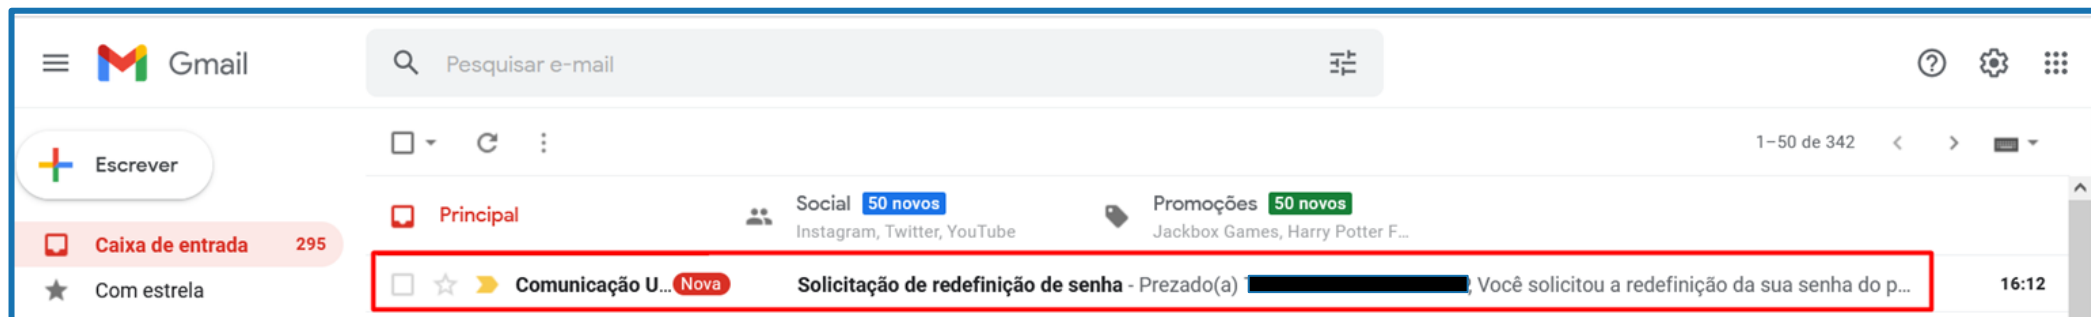 Gmail
Pesquisar e-mail
Escrever
1–50 de 342
Principal
Social 50 novos
Instagram, Twitter, YouTube
Promoções 50 novos
Jackbox Games, Harry Potter F...
Caixa de entrada 295
Comunicação U... Nova Solicitação de redefinição de senha - Prezado(a) , Você solicitou a redefinição da sua senha do p... 16:12
Com estrela